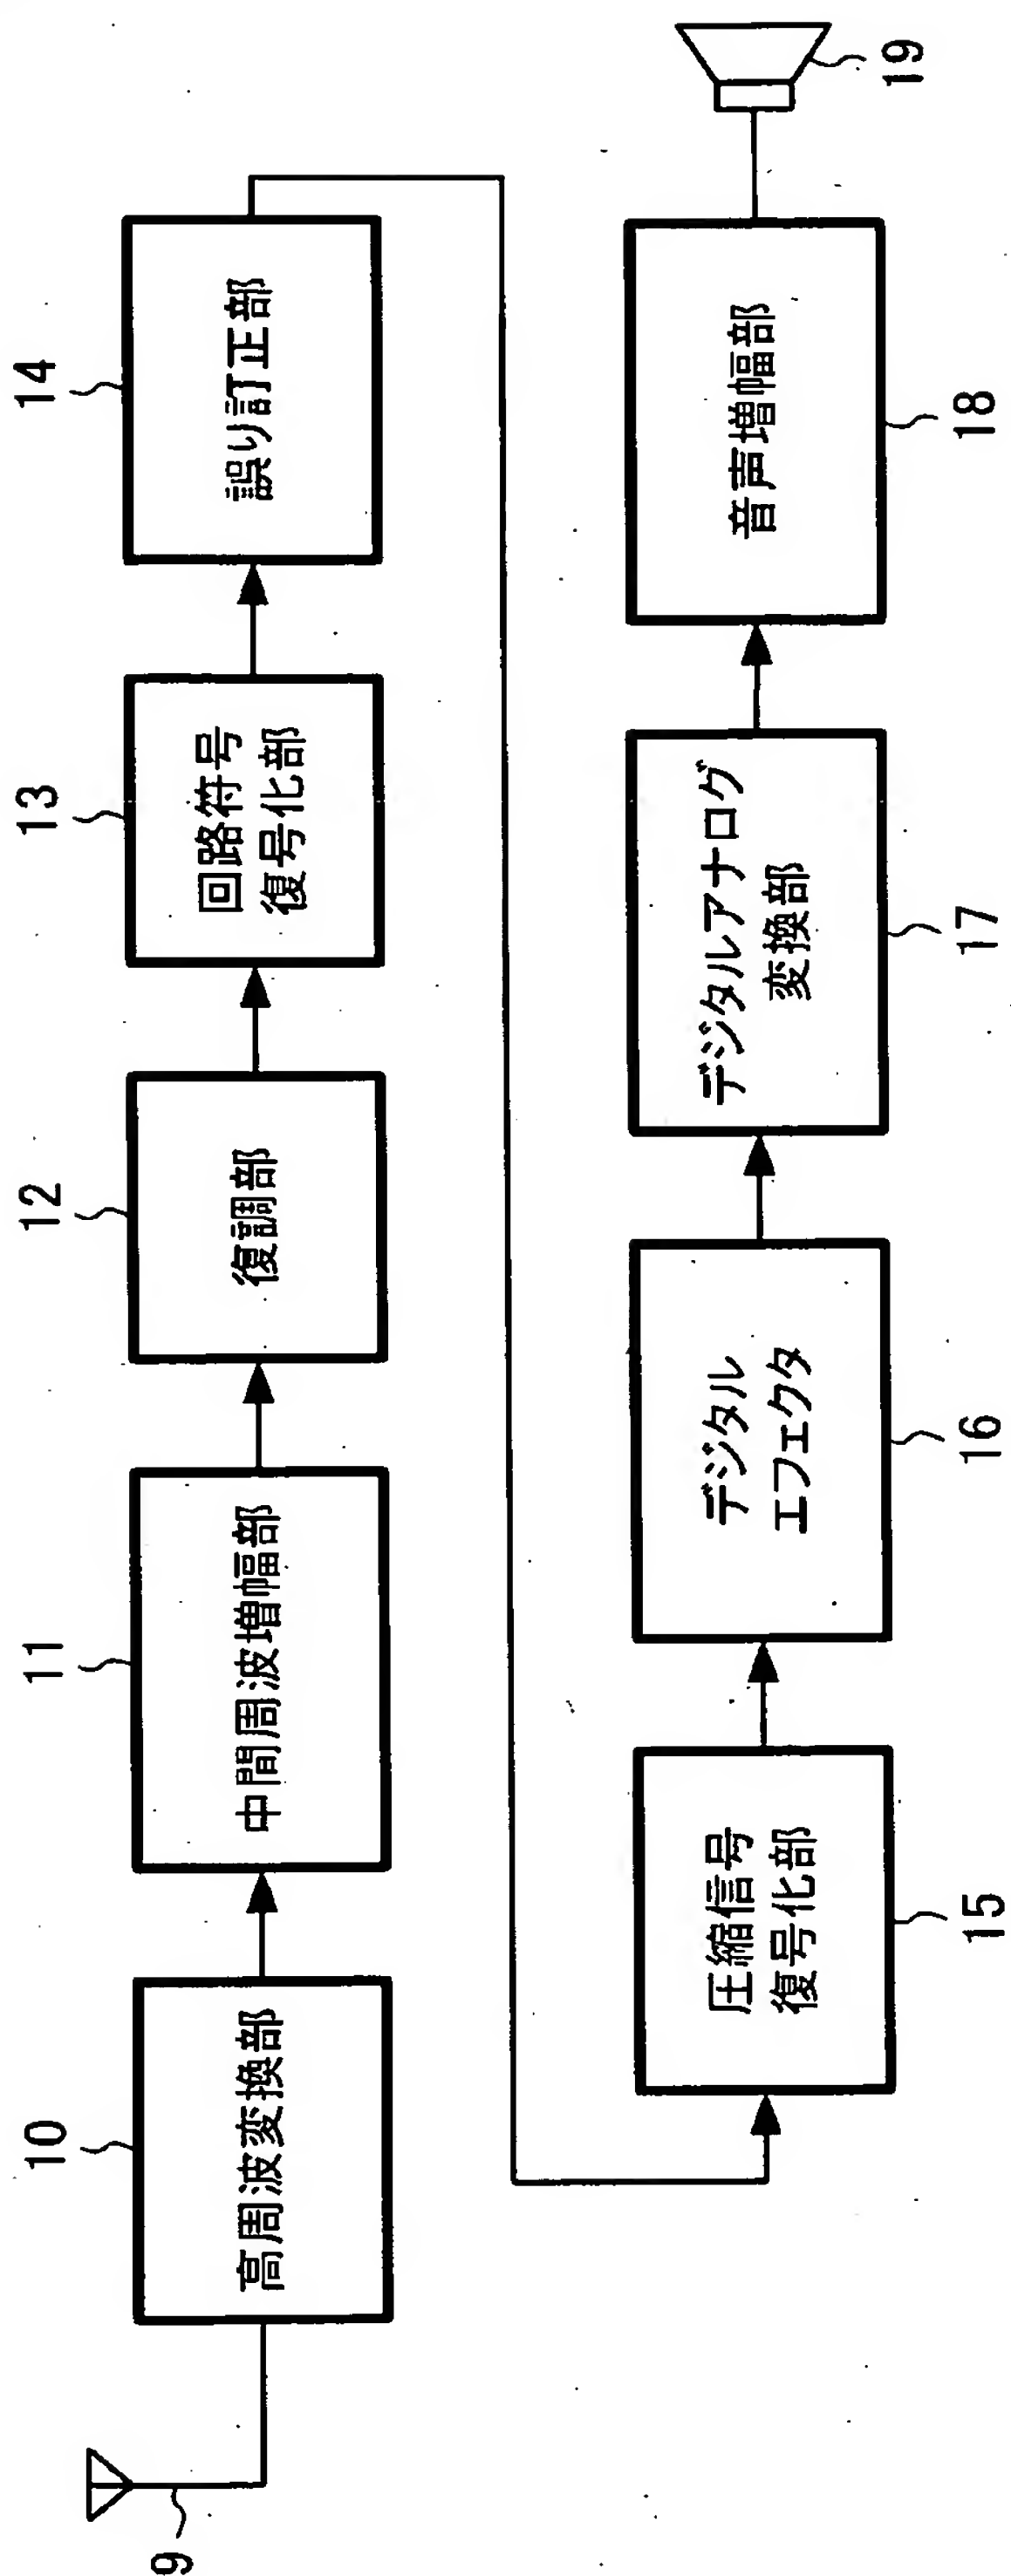 9
10
高周波変換部
11
中間周波増幅部
12
復調部
13
回路符号
復号化部
14
誤り訂正部
15
圧縮信号
復号化部
16
デジタル
エフェクタ
17
デジタルアナログ
変換部
18
音声増幅部
19